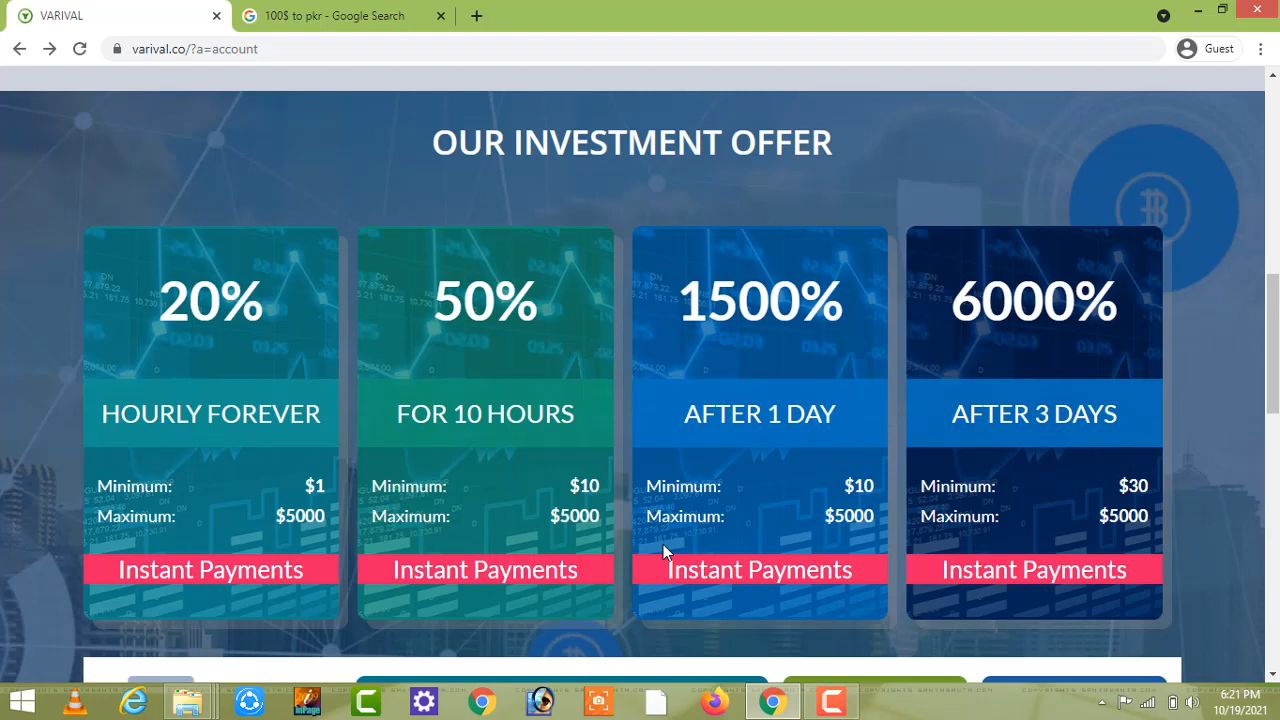 VARIVAL
100$ to pkr - Google Search
varival.co/?a=account
Guest
OUR INVESTMENT OFFER
20%
50%
1500%
6000%
HOURLY FOREVER
FOR 10 HOURS
AFTER 1 DAY
AFTER 3 DAYS
Minimum: $1
Maximum: $5000
Minimum: $10
Maximum: $5000
Minimum: $10
Maximum: $5000
Minimum: $30
Maximum: $5000
Instant Payments
Instant Payments
Instant Payments
Instant Payments
6:21 PM
10/19/2021